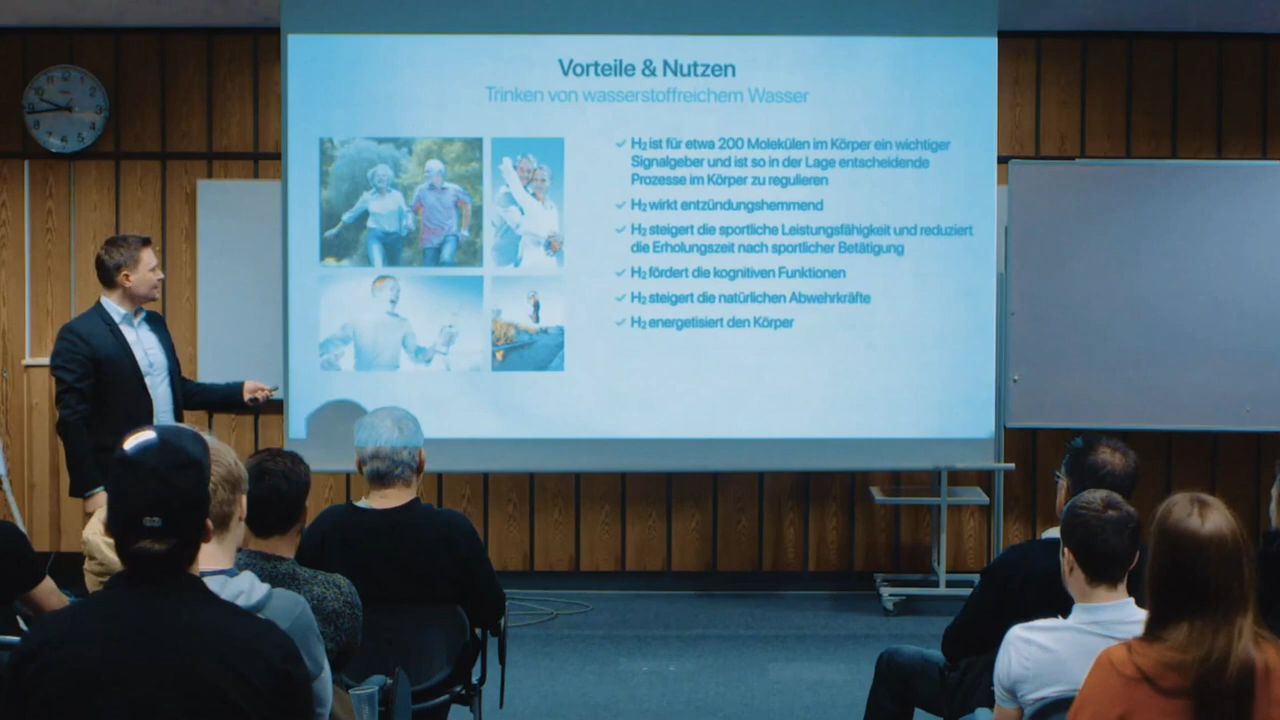 Vorteile & Nutzen
Trinken von wasserstoffreichem Wasser
✓ H₂ ist für etwa 200 Molekülen im Körper ein wichtiger
Signalgeber und ist so in der Lage entscheidende
Prozesse im Körper zu regulieren
✓ H₂ wirkt entzündungshemmend
✓ H₂ steigert die sportliche Leistungsfähigkeit und reduziert
die Erholungszeit nach sportlicher Betätigung
✓ H₂ fördert die kognitiven Funktionen
✓ H₂ steigert die natürlichen Abwehrkräfte
✓ H₂ energetisiert den Körper